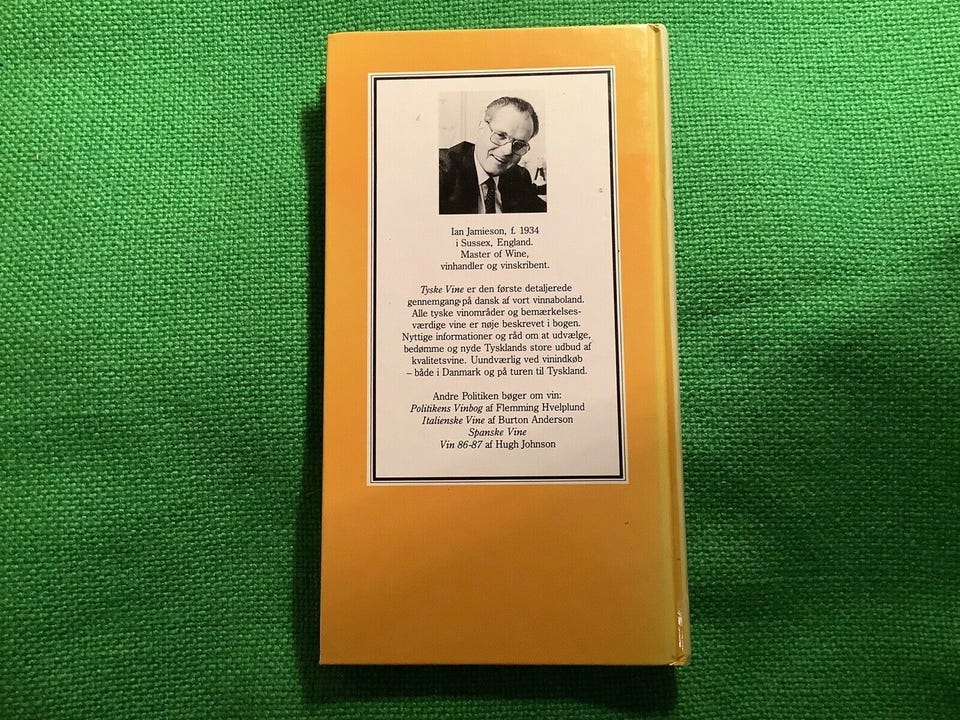 Ian Jamieson, f. 1934
i Sussex, England.
Master of Wine,
vinhandler og vinskribent.
Tyske Vine er den første detaljerede
gennemgang på dansk af vort vinnaboland.
Alle tyske vinområder og bemærkelses-
værdige vine er nøje beskrevet i bogen.
Nyttige informationer og råd om at udvælge,
bedømme og nyde Tysklands store udbud af
kvalitetsvine. Uundværlig ved vinindkøb
– både i Danmark og på turen til Tyskland.
Andre Politiken bøger om vin:
Politikens Vinbog af Flemming Hvelplund
Italienske Vine af Burton Anderson
Spanske Vine
Vin 86-87 af Hugh Johnson